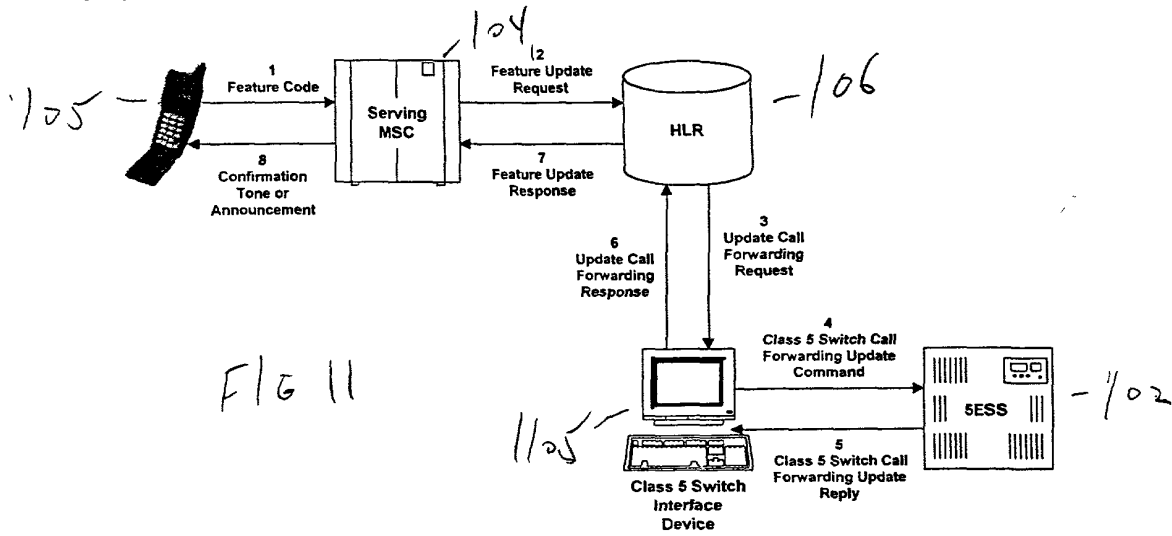 104
1
Feature Code
2
Feature Update
Request
105
Serving
MSC
HLR
106
8
Confirmation
Tone or
Announcement
7
Feature Update
Response
3
Update Call
Forwarding
Request
6
Update Call
Forwarding
Response
4
Class 5 Switch Call
Forwarding Update
Command
FIG 11
5ESS
102
1105
5
Class 5 Switch Call
Forwarding Update
Reply
Class 5 Switch
Interface
Device